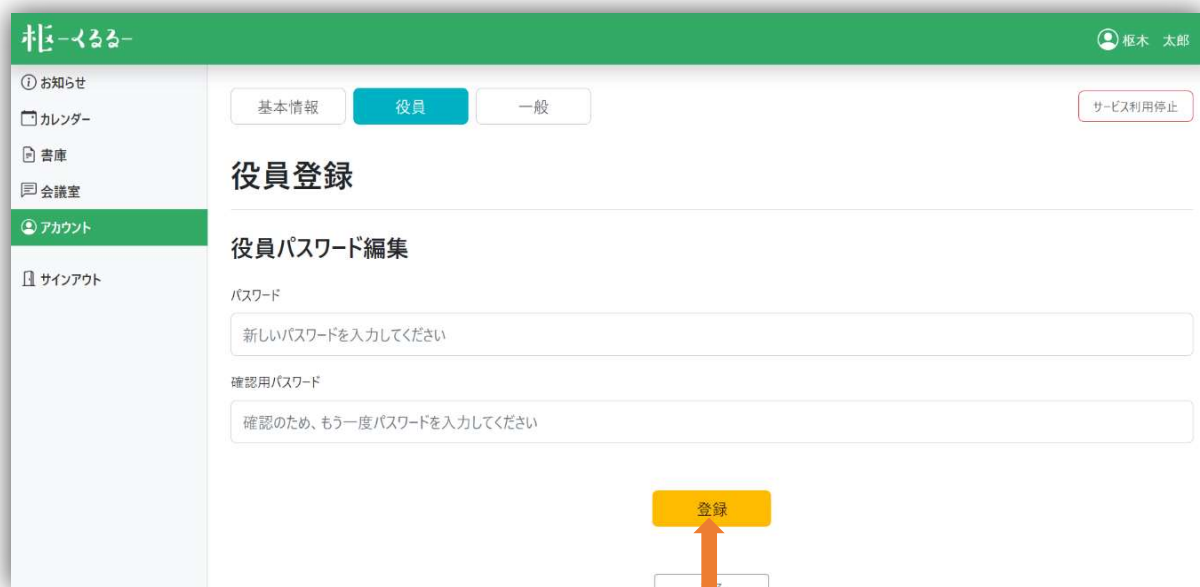 枢-くるる-
枢木 太郎
お知らせ
カレンダー
書庫
会議室
アカウント
サインアウト
基本情報
役員
一般
サービス利用停止
役員登録
役員パスワード編集
パスワード
新しいパスワードを入力してください
確認用パスワード
確認のため、もう一度パスワードを入力してください
登録